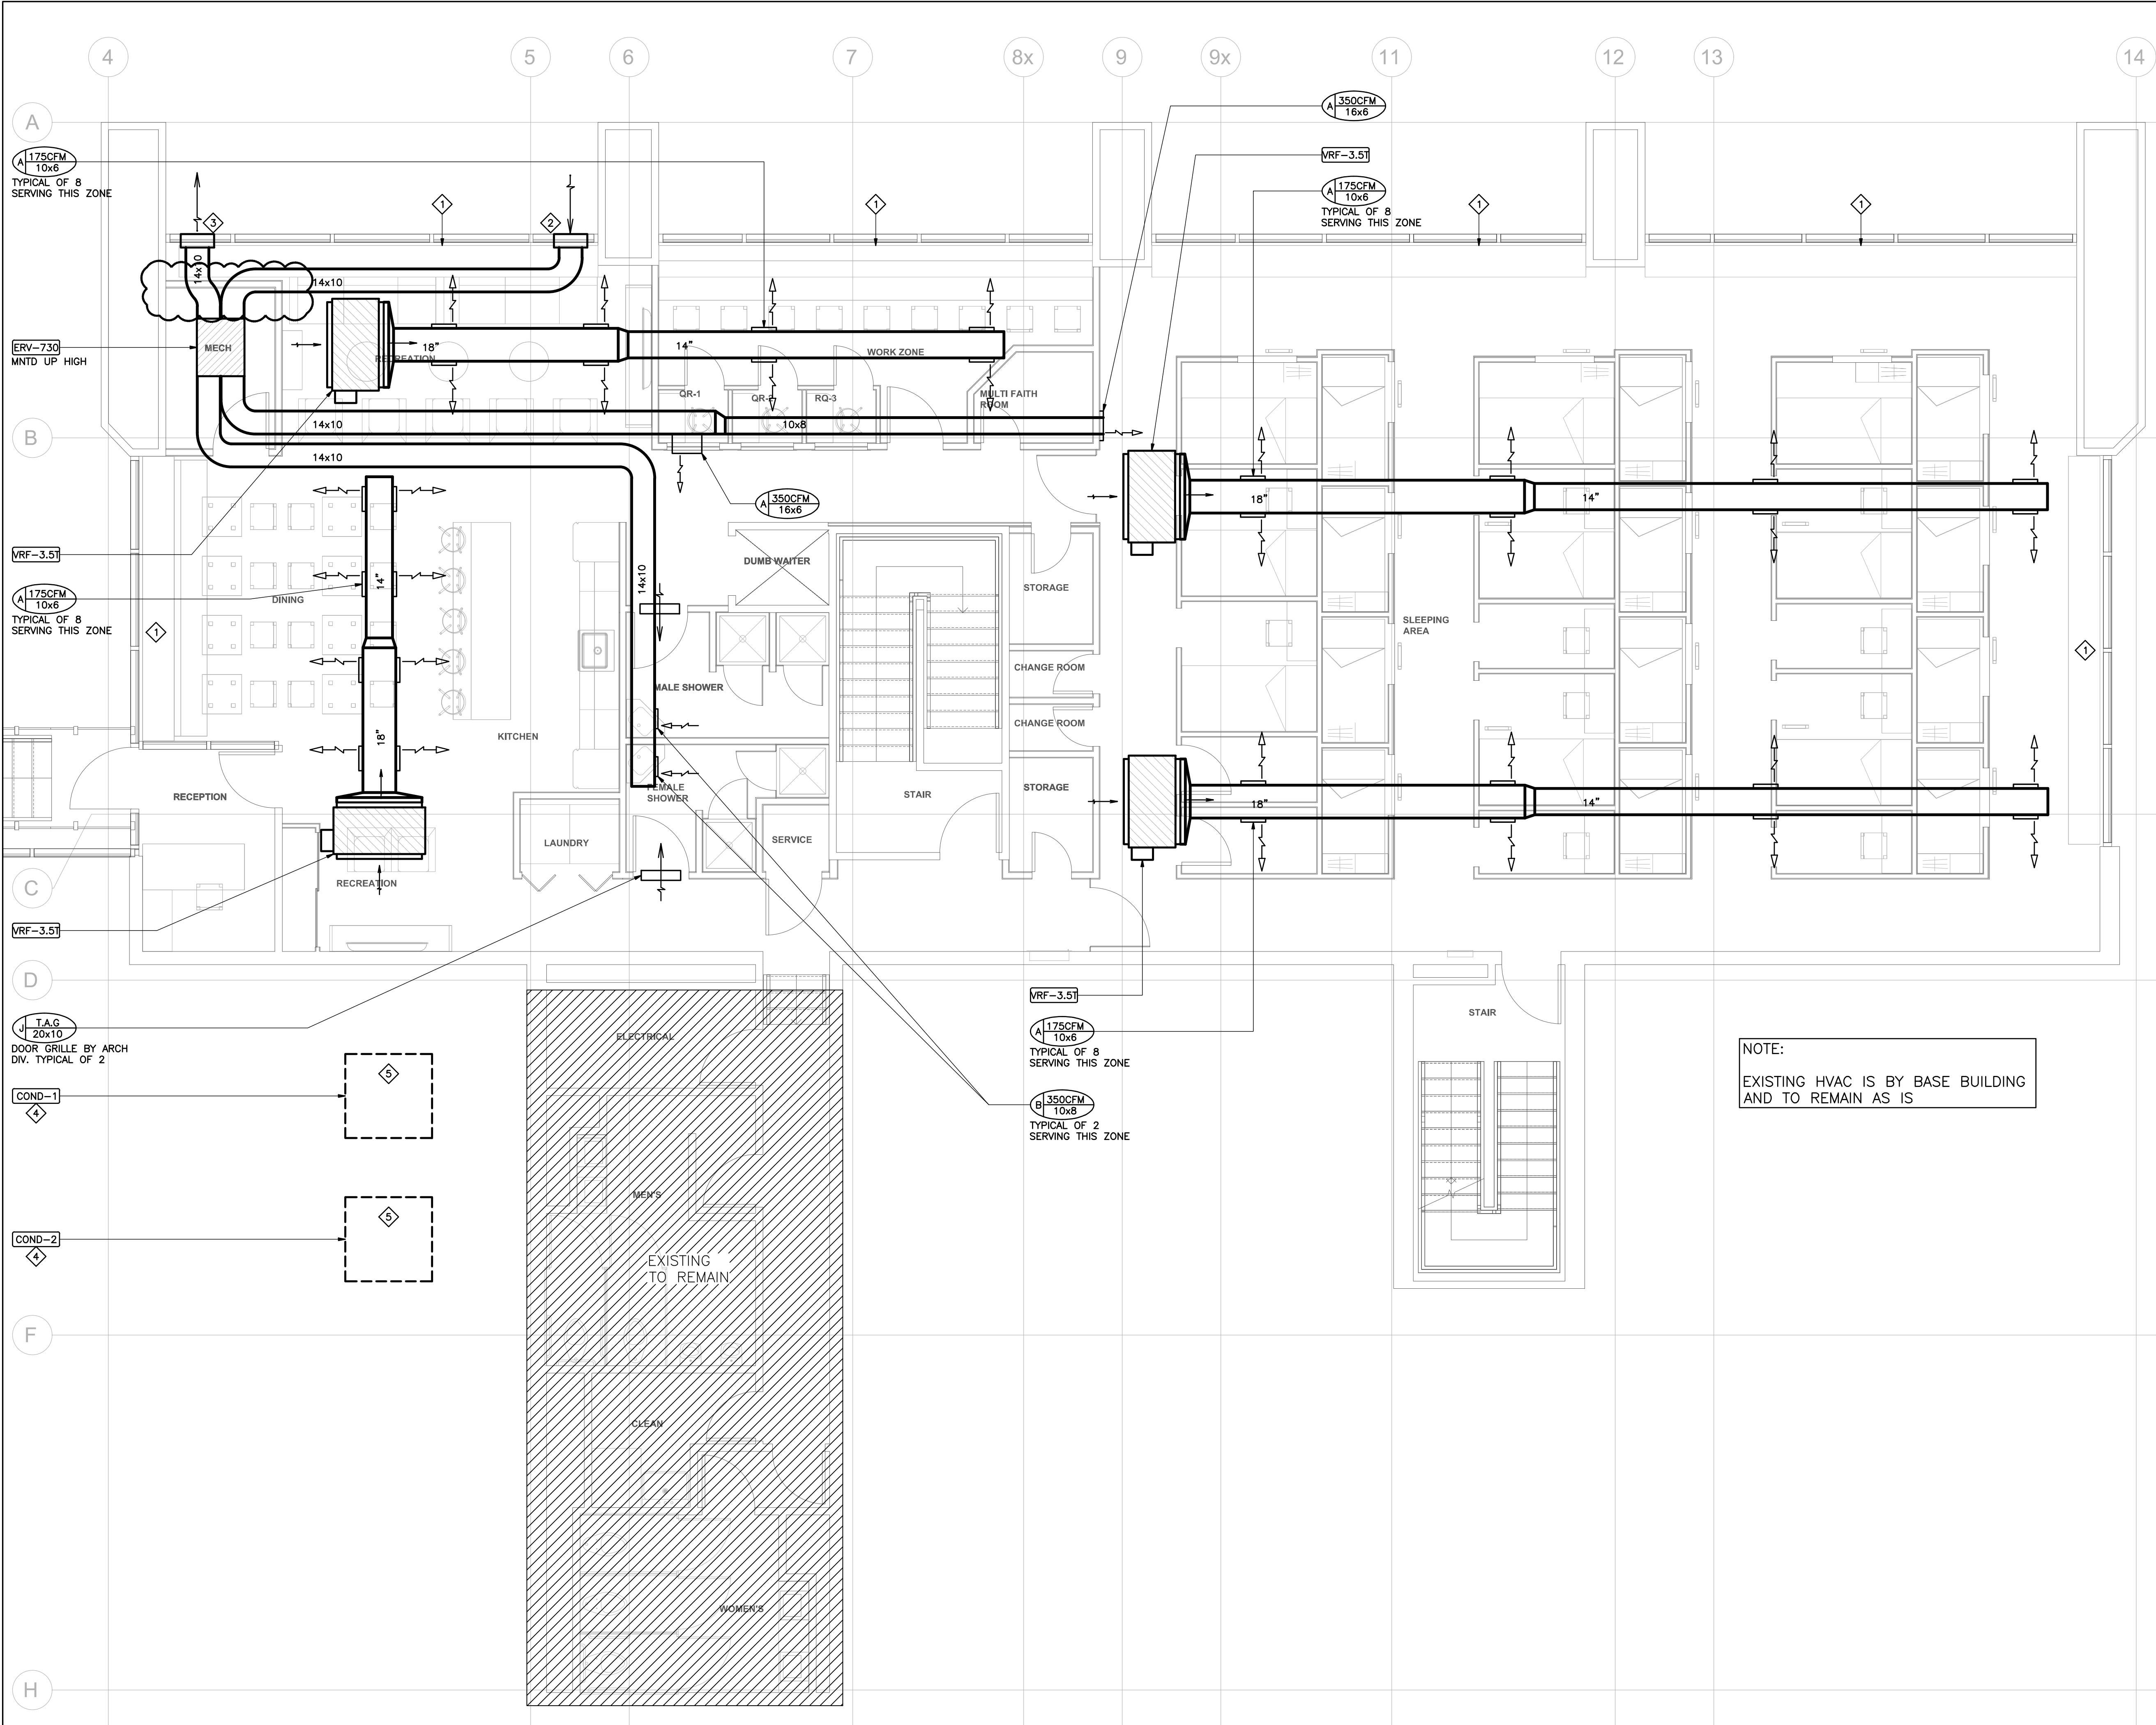 4
5
6
7
8x
9
9x
11
12
13
14
A
B
C
D
F
H
A 350CFM
16x6
VRF-3.5T
A 175CFM
10x6
TYPICAL OF 8
SERVING THIS ZONE
A 175CFM
10x6
TYPICAL OF 8
SERVING THIS ZONE
3
1
2
1
1
1
14x10
14x10
ERV-730
MNTD UP HIGH
MECH
18"
RECREATION
14"
WORK ZONE
QR-1
QR-2
RQ-3
MULTI FAITH
ROOM
14x10
10x8
14x10
A 350CFM
16x6
18"
14"
VRF-3.5T
A 175CFM
10x6
TYPICAL OF 8
SERVING THIS ZONE
1
DINING
14"
18"
14x10
DUMB WAITER
STORAGE
SLEEPING
AREA
1
CHANGE ROOM
MALE SHOWER
CHANGE ROOM
KITCHEN
RECEPTION
FEMALE
SHOWER
STAIR
STORAGE
18"
14"
LAUNDRY
SERVICE
RECREATION
VRF-3.5T
VRF-3.5T
J T.A.G
20x10
DOOR GRILLE BY ARCH
DIV. TYPICAL OF 2
A 175CFM
10x6
TYPICAL OF 8
SERVING THIS ZONE
B 350CFM
10x8
TYPICAL OF 2
SERVING THIS ZONE
STAIR
NOTE:
EXISTING HVAC IS BY BASE BUILDING
AND TO REMAIN AS IS
COND-1
4
5
COND-2
4
5
ELECTRICAL
MEN'S
EXISTING
TO REMAIN
CLEAN
WOMEN'S